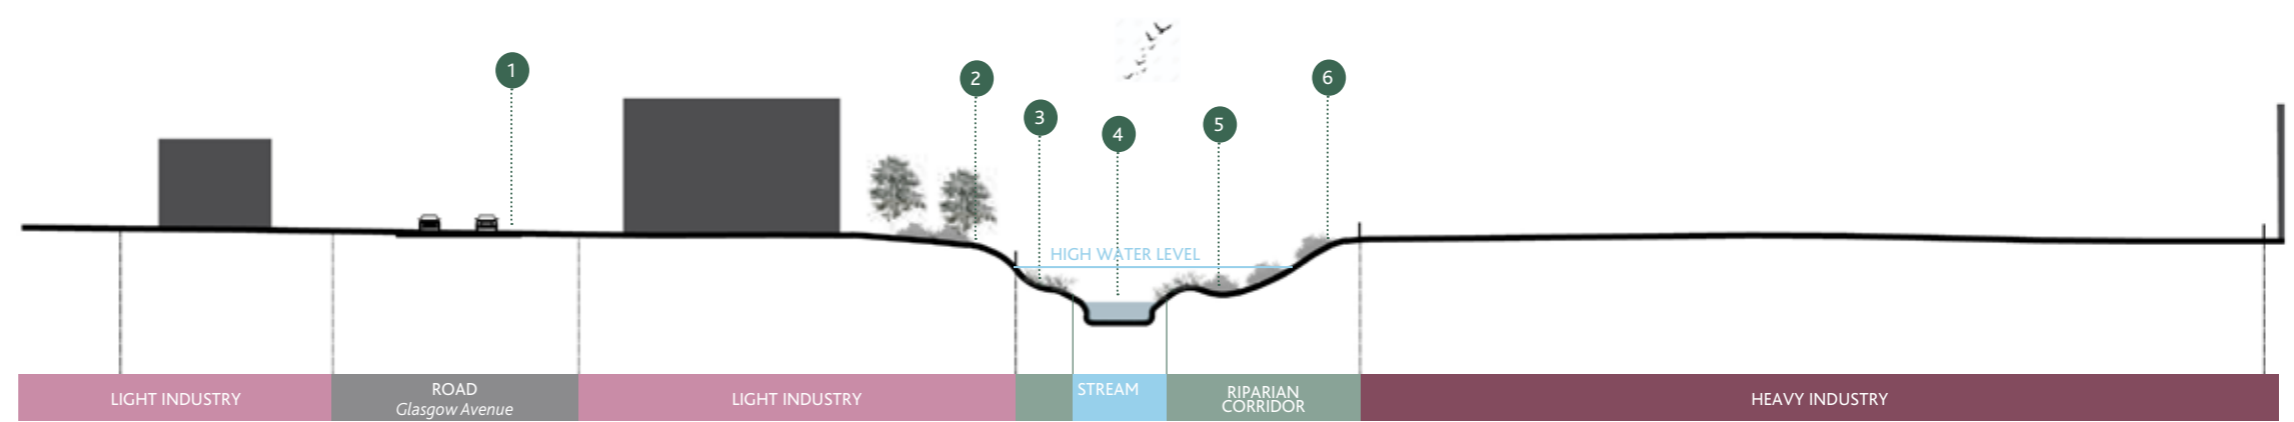 1
2
3
4
5
6
HIGH WATER LEVEL
LIGHT INDUSTRY
ROAD
Glasgow Avenue
LIGHT INDUSTRY
STREAM
RIPARIAN
CORRIDOR
HEAVY INDUSTRY